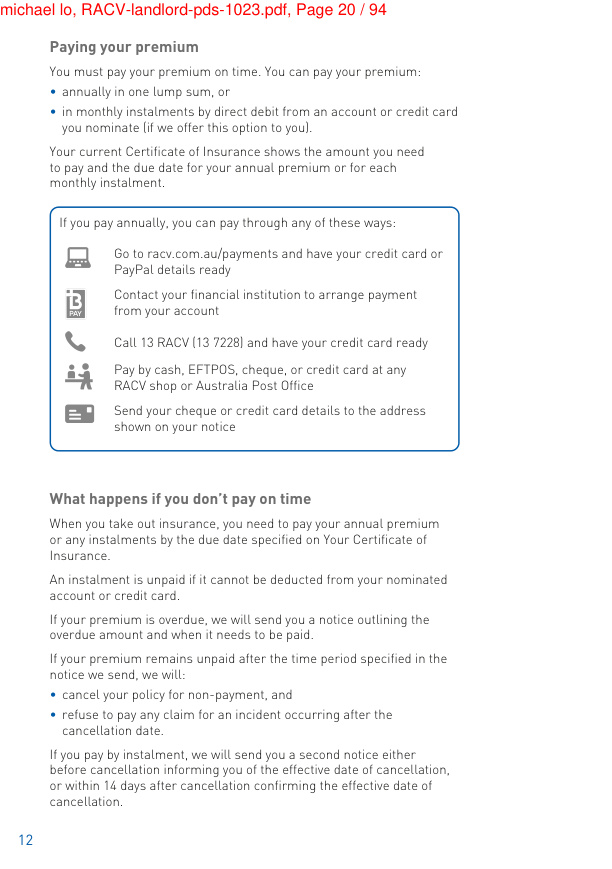 michael lo, RACV-landlord-pds-1023.pdf, Page 20 / 94
Paying your premium
You must pay your premium on time. You can pay your premium:
• annually in one lump sum, or
• in monthly instalments by direct debit from an account or credit card
you nominate (if we offer this option to you).
Your current Certificate of Insurance shows the amount you need
to pay and the due date for your annual premium or for each
monthly instalment.
If you pay annually, you can pay through any of these ways:
Go to racv.com.au/payments and have your credit card or
PayPal details ready
B
PAY
Contact your financial institution to arrange payment
from your account
Call 13 RACV (13 7228) and have your credit card ready
Pay by cash, EFTPOS, cheque, or credit card at any
RACV shop or Australia Post Office
Send your cheque or credit card details to the address
shown on your notice
What happens if you don’t pay on time
When you take out insurance, you need to pay your annual premium
or any instalments by the due date specified on Your Certificate of
Insurance.
An instalment is unpaid if it cannot be deducted from your nominated
account or credit card.
If your premium is overdue, we will send you a notice outlining the
overdue amount and when it needs to be paid.
If your premium remains unpaid after the time period specified in the
notice we send, we will:
• cancel your policy for non-payment, and
• refuse to pay any claim for an incident occurring after the
cancellation date.
If you pay by instalment, we will send you a second notice either
before cancellation informing you of the effective date of cancellation,
or within 14 days after cancellation confirming the effective date of
cancellation.
12